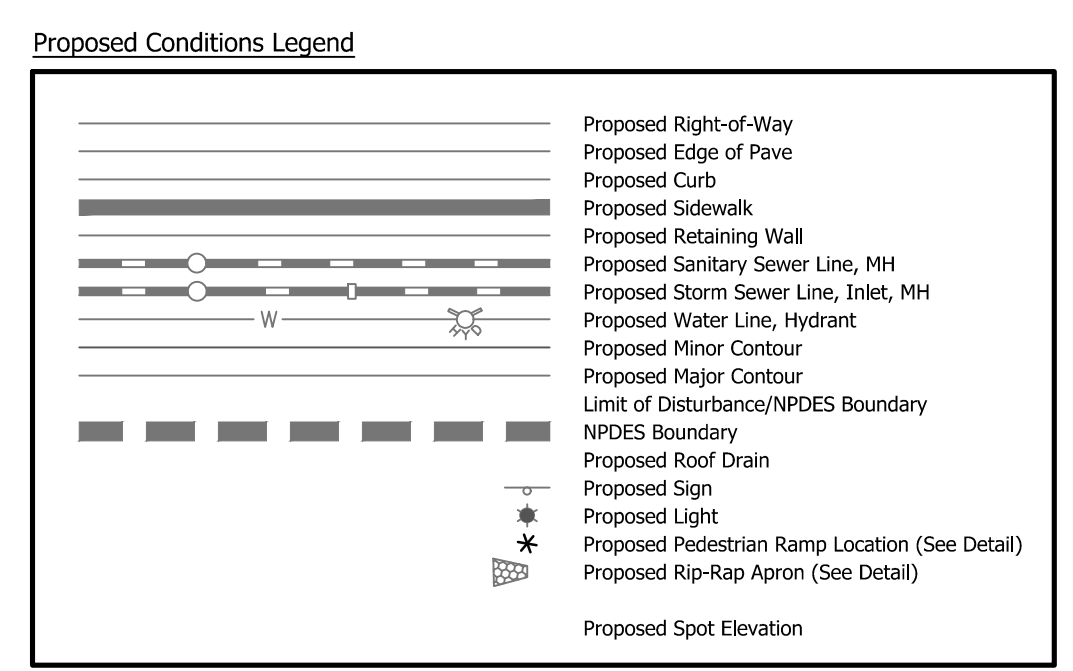 Proposed Conditions Legend
Proposed Right-of-Way
Proposed Edge of Pave
Proposed Curb
Proposed Sidewalk
Proposed Retaining Wall
Proposed Sanitary Sewer Line, MH
Proposed Storm Sewer Line, Inlet, MH
W HYD Proposed Water Line, Hydrant
Proposed Minor Contour
Proposed Major Contour
Limit of Disturbance/NPDES Boundary
NPDES Boundary
Proposed Roof Drain
Proposed Sign
Proposed Light
Proposed Pedestrian Ramp Location (See Detail)
Proposed Rip-Rap Apron (See Detail)
Proposed Spot Elevation